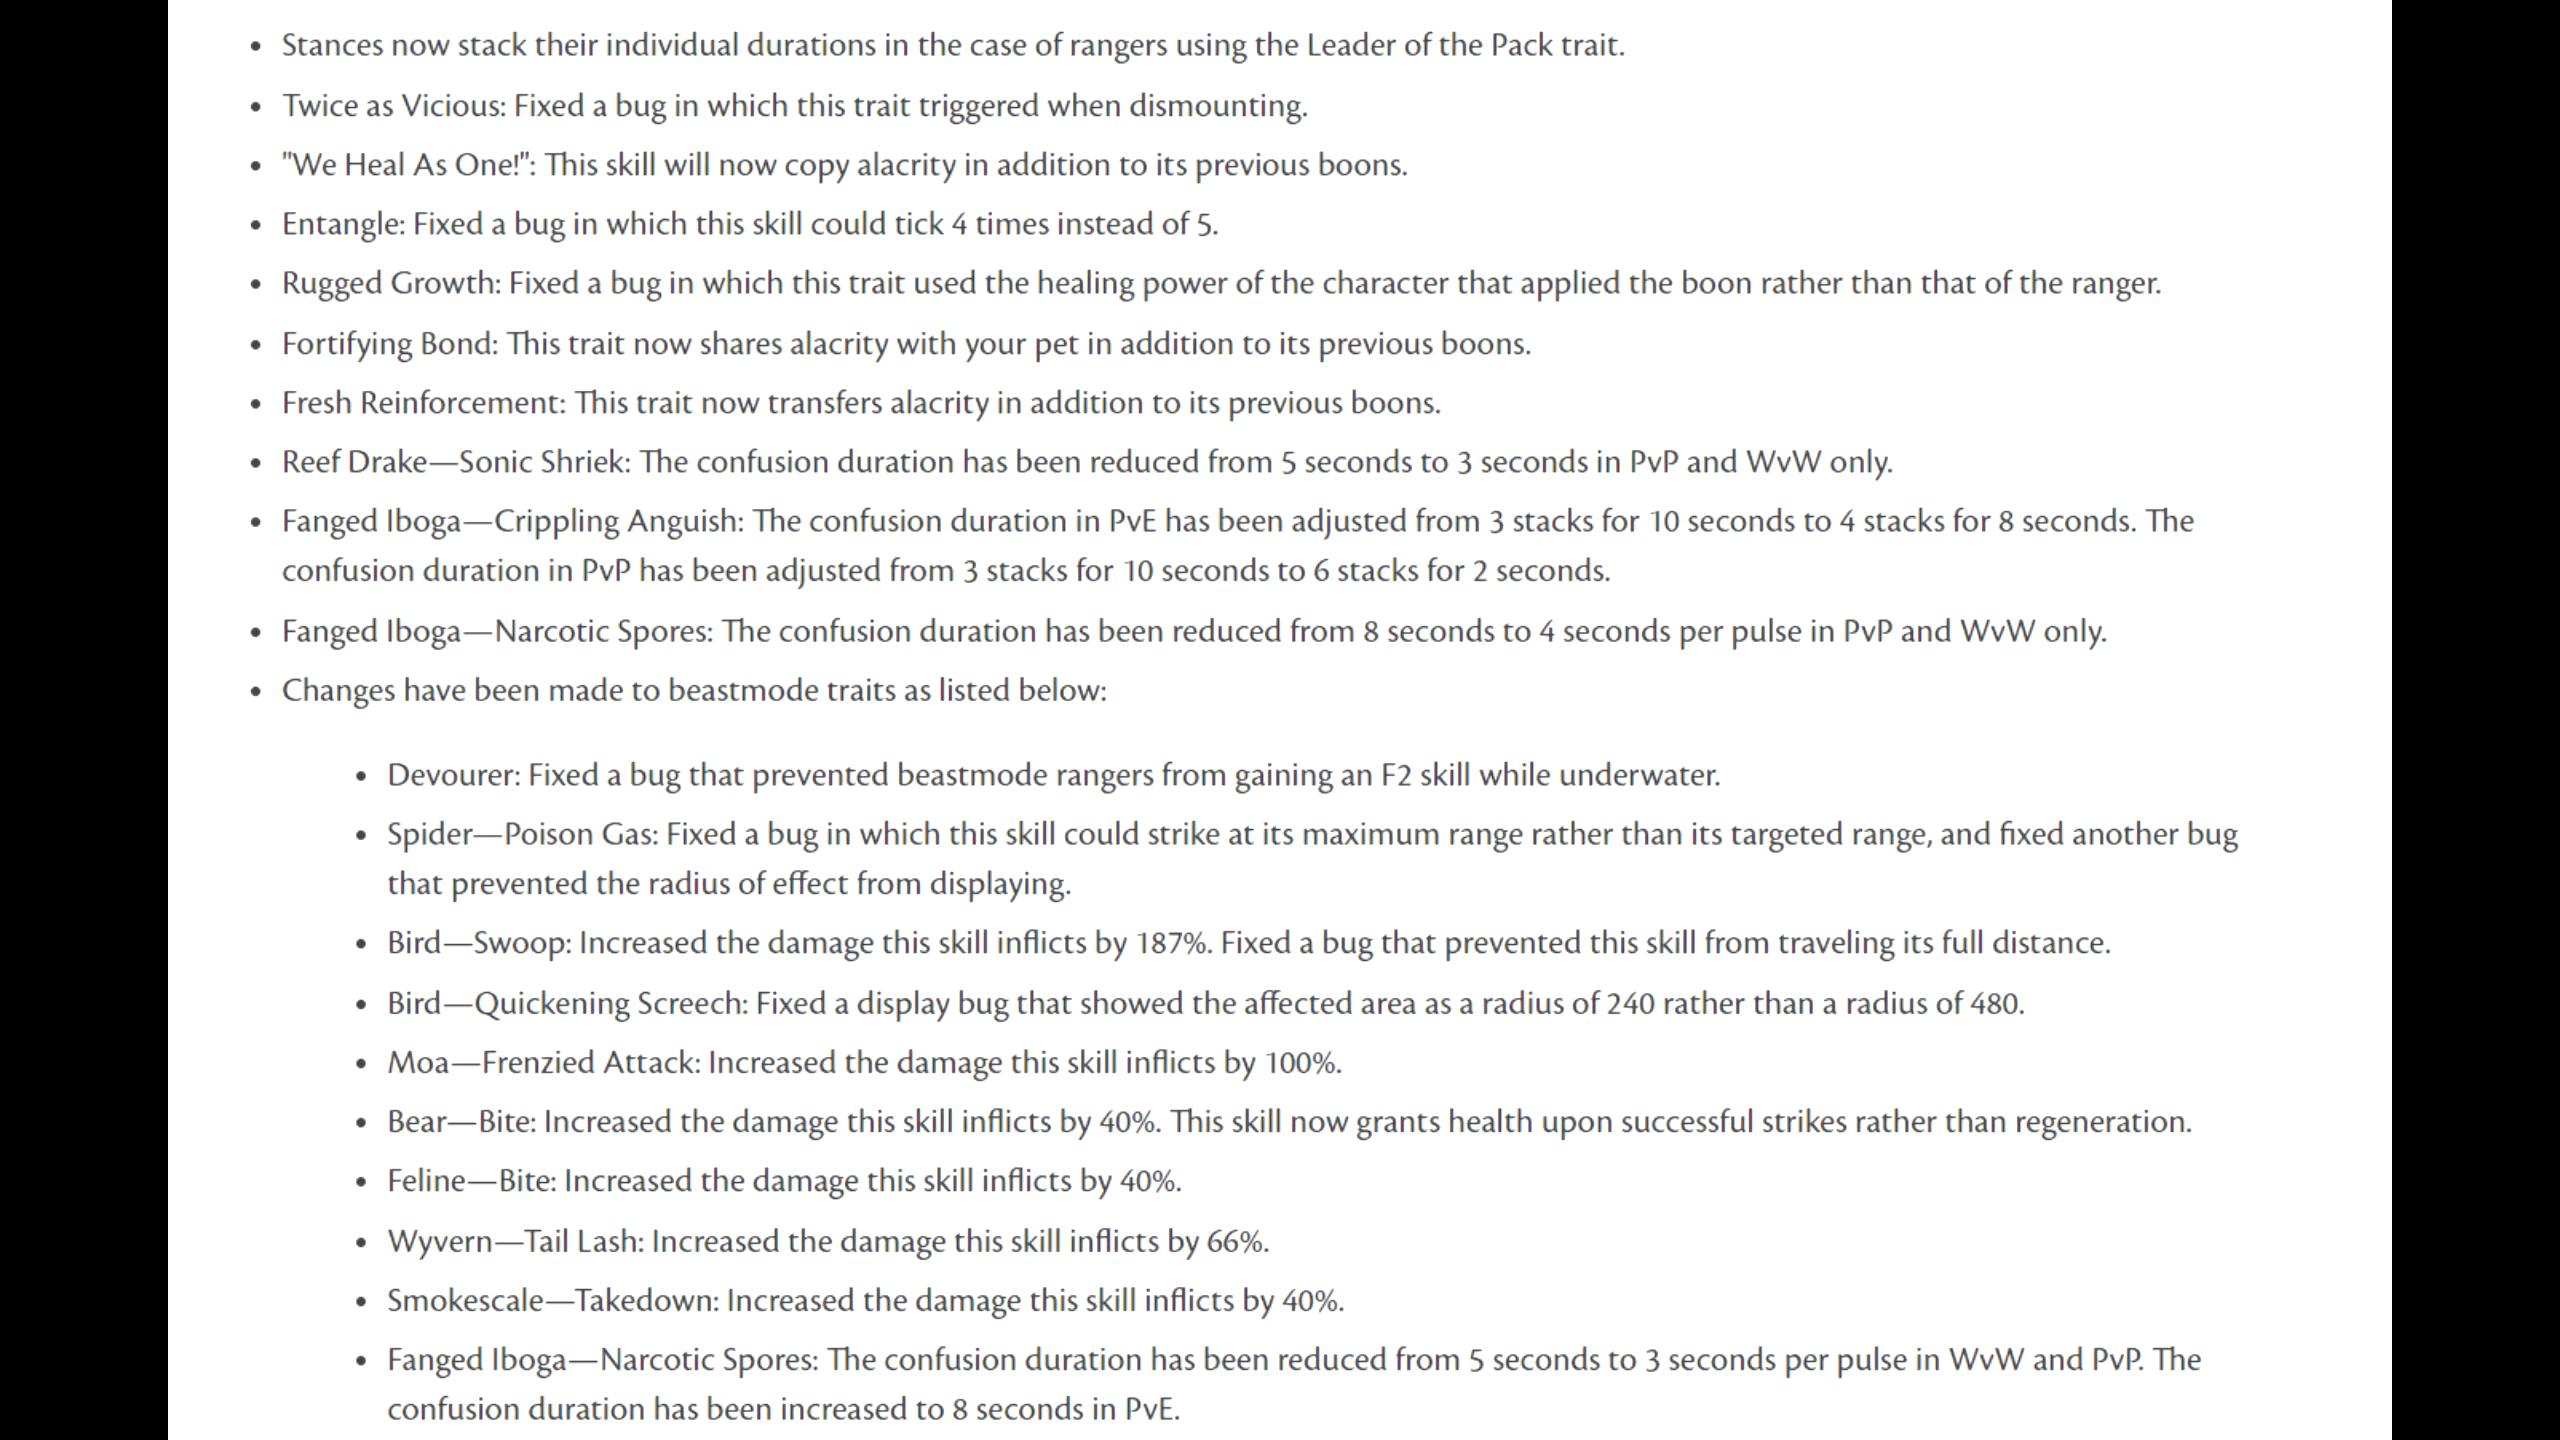 • Stances now stack their individual durations in the case of rangers using the Leader of the Pack trait.
• Twice as Vicious: Fixed a bug in which this trait triggered when dismounting.
• "We Heal As One!": This skill will now copy alacrity in addition to its previous boons.
• Entangle: Fixed a bug in which this skill could tick 4 times instead of 5.
• Rugged Growth: Fixed a bug in which this trait used the healing power of the character that applied the boon rather than that of the ranger.
• Fortifying Bond: This trait now shares alacrity with your pet in addition to its previous boons.
• Fresh Reinforcement: This trait now transfers alacrity in addition to its previous boons.
• Reef Drake—Sonic Shriek: The confusion duration has been reduced from 5 seconds to 3 seconds in PvP and WvW only.
• Fanged Iboga—Crippling Anguish: The confusion duration in PvE has been adjusted from 3 stacks for 10 seconds to 4 stacks for 8 seconds. The
confusion duration in PvP has been adjusted from 3 stacks for 10 seconds to 6 stacks for 2 seconds.
• Fanged Iboga—Narcotic Spores: The confusion duration has been reduced from 8 seconds to 4 seconds per pulse in PvP and WvW only.
• Changes have been made to beastmode traits as listed below:
• Devourer: Fixed a bug that prevented beastmode rangers from gaining an F2 skill while underwater.
• Spider—Poison Gas: Fixed a bug in which this skill could strike at its maximum range rather than its targeted range, and fixed another bug
that prevented the radius of effect from displaying.
• Bird—Swoop: Increased the damage this skill inflicts by 187%. Fixed a bug that prevented this skill from traveling its full distance.
• Bird—Quickening Screech: Fixed a display bug that showed the affected area as a radius of 240 rather than a radius of 480.
• Moa—Frenzied Attack: Increased the damage this skill inflicts by 100%.
• Bear—Bite: Increased the damage this skill inflicts by 40%. This skill now grants health upon successful strikes rather than regeneration.
• Feline—Bite: Increased the damage this skill inflicts by 40%.
• Wyvern—Tail Lash: Increased the damage this skill inflicts by 66%.
• Smokescale—Takedown: Increased the damage this skill inflicts by 40%.
• Fanged Iboga—Narcotic Spores: The confusion duration has been reduced from 5 seconds to 3 seconds per pulse in WvW and PvP. The
confusion duration has been increased to 8 seconds in PvE.